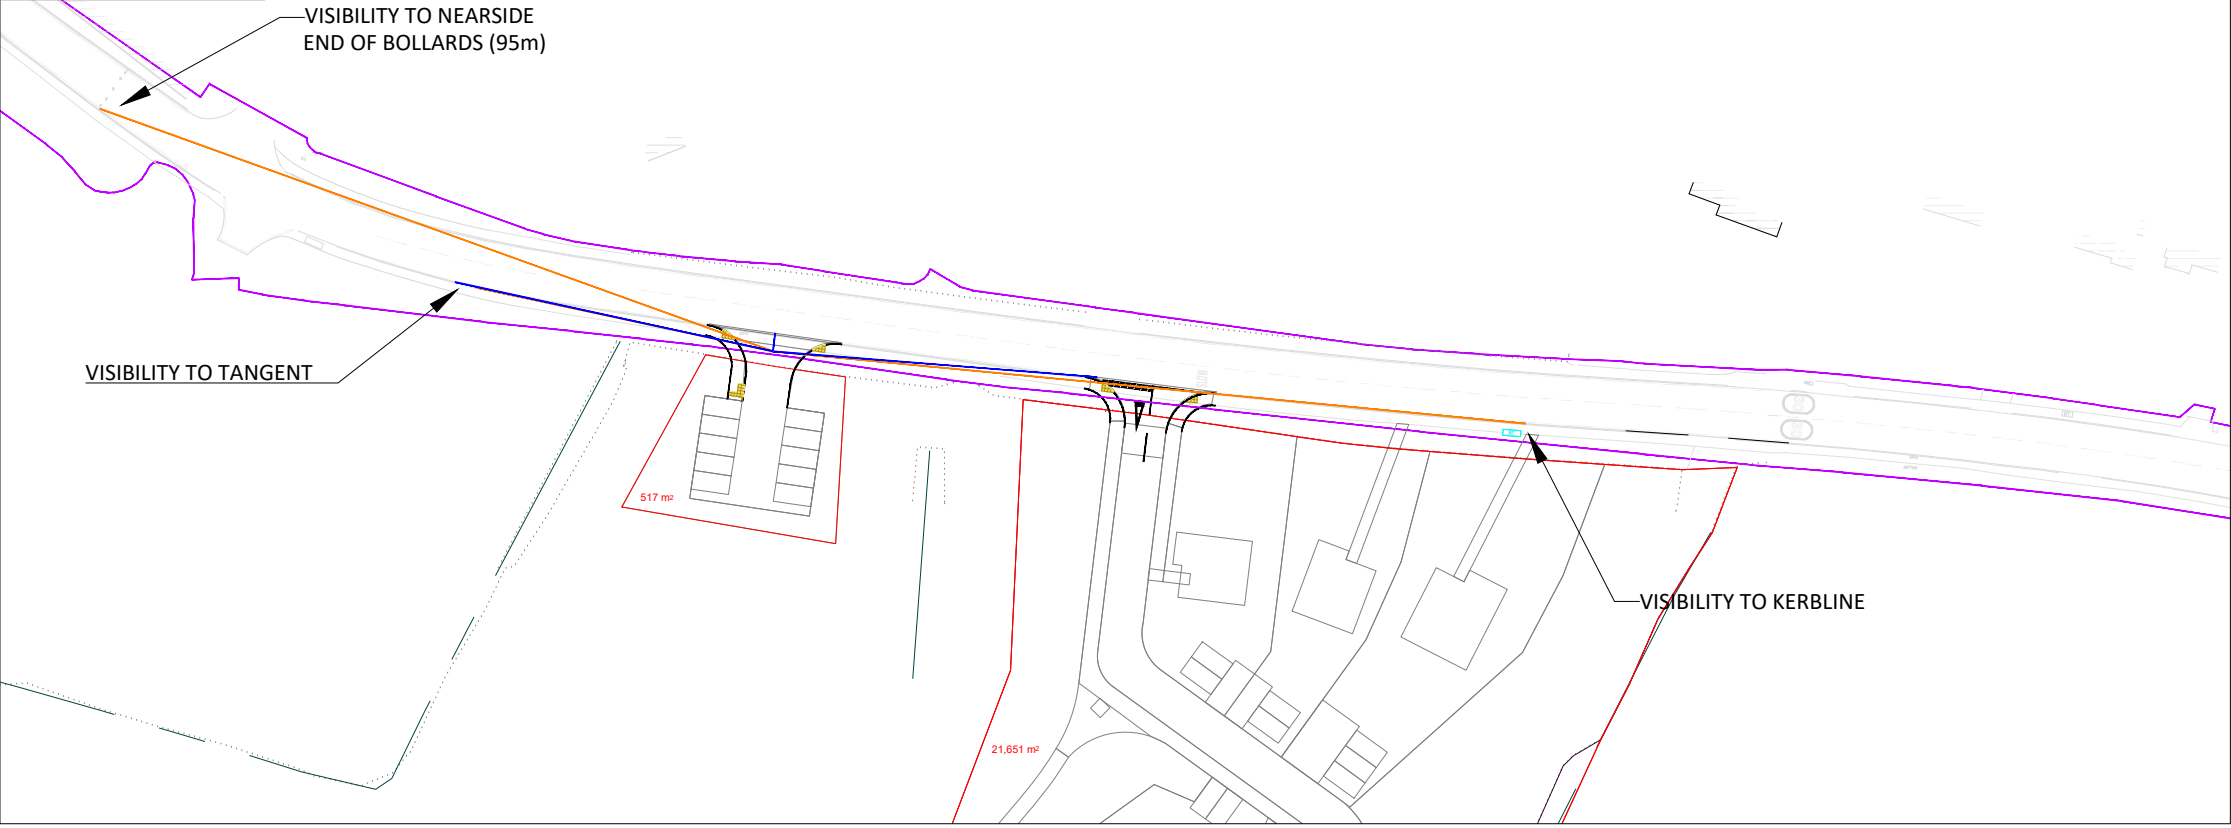 VISIBILITY TO NEARSIDE
END OF BOLLARDS (95m)
VISIBILITY TO TANGENT
517 m²
VISIBILITY TO KERBLINE
21,651 m²